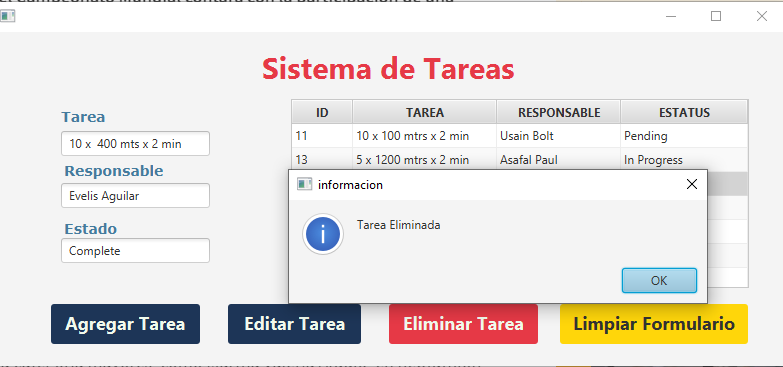 Sistema de Tareas
Tarea
10 x  400 mts x 2 min
Responsable
Evelis Aguilar
Estado
Complete
ID TAREA RESPONSABLE ESTATUS
11 10 x 100 mtrs x 2 min Usain Bolt Pending
13 5 x 1200 mtrs x 2 min Asafal Paul In Progress
informacion
Tarea Eliminada
OK
Agregar Tarea Editar Tarea Eliminar Tarea Limpiar Formulario